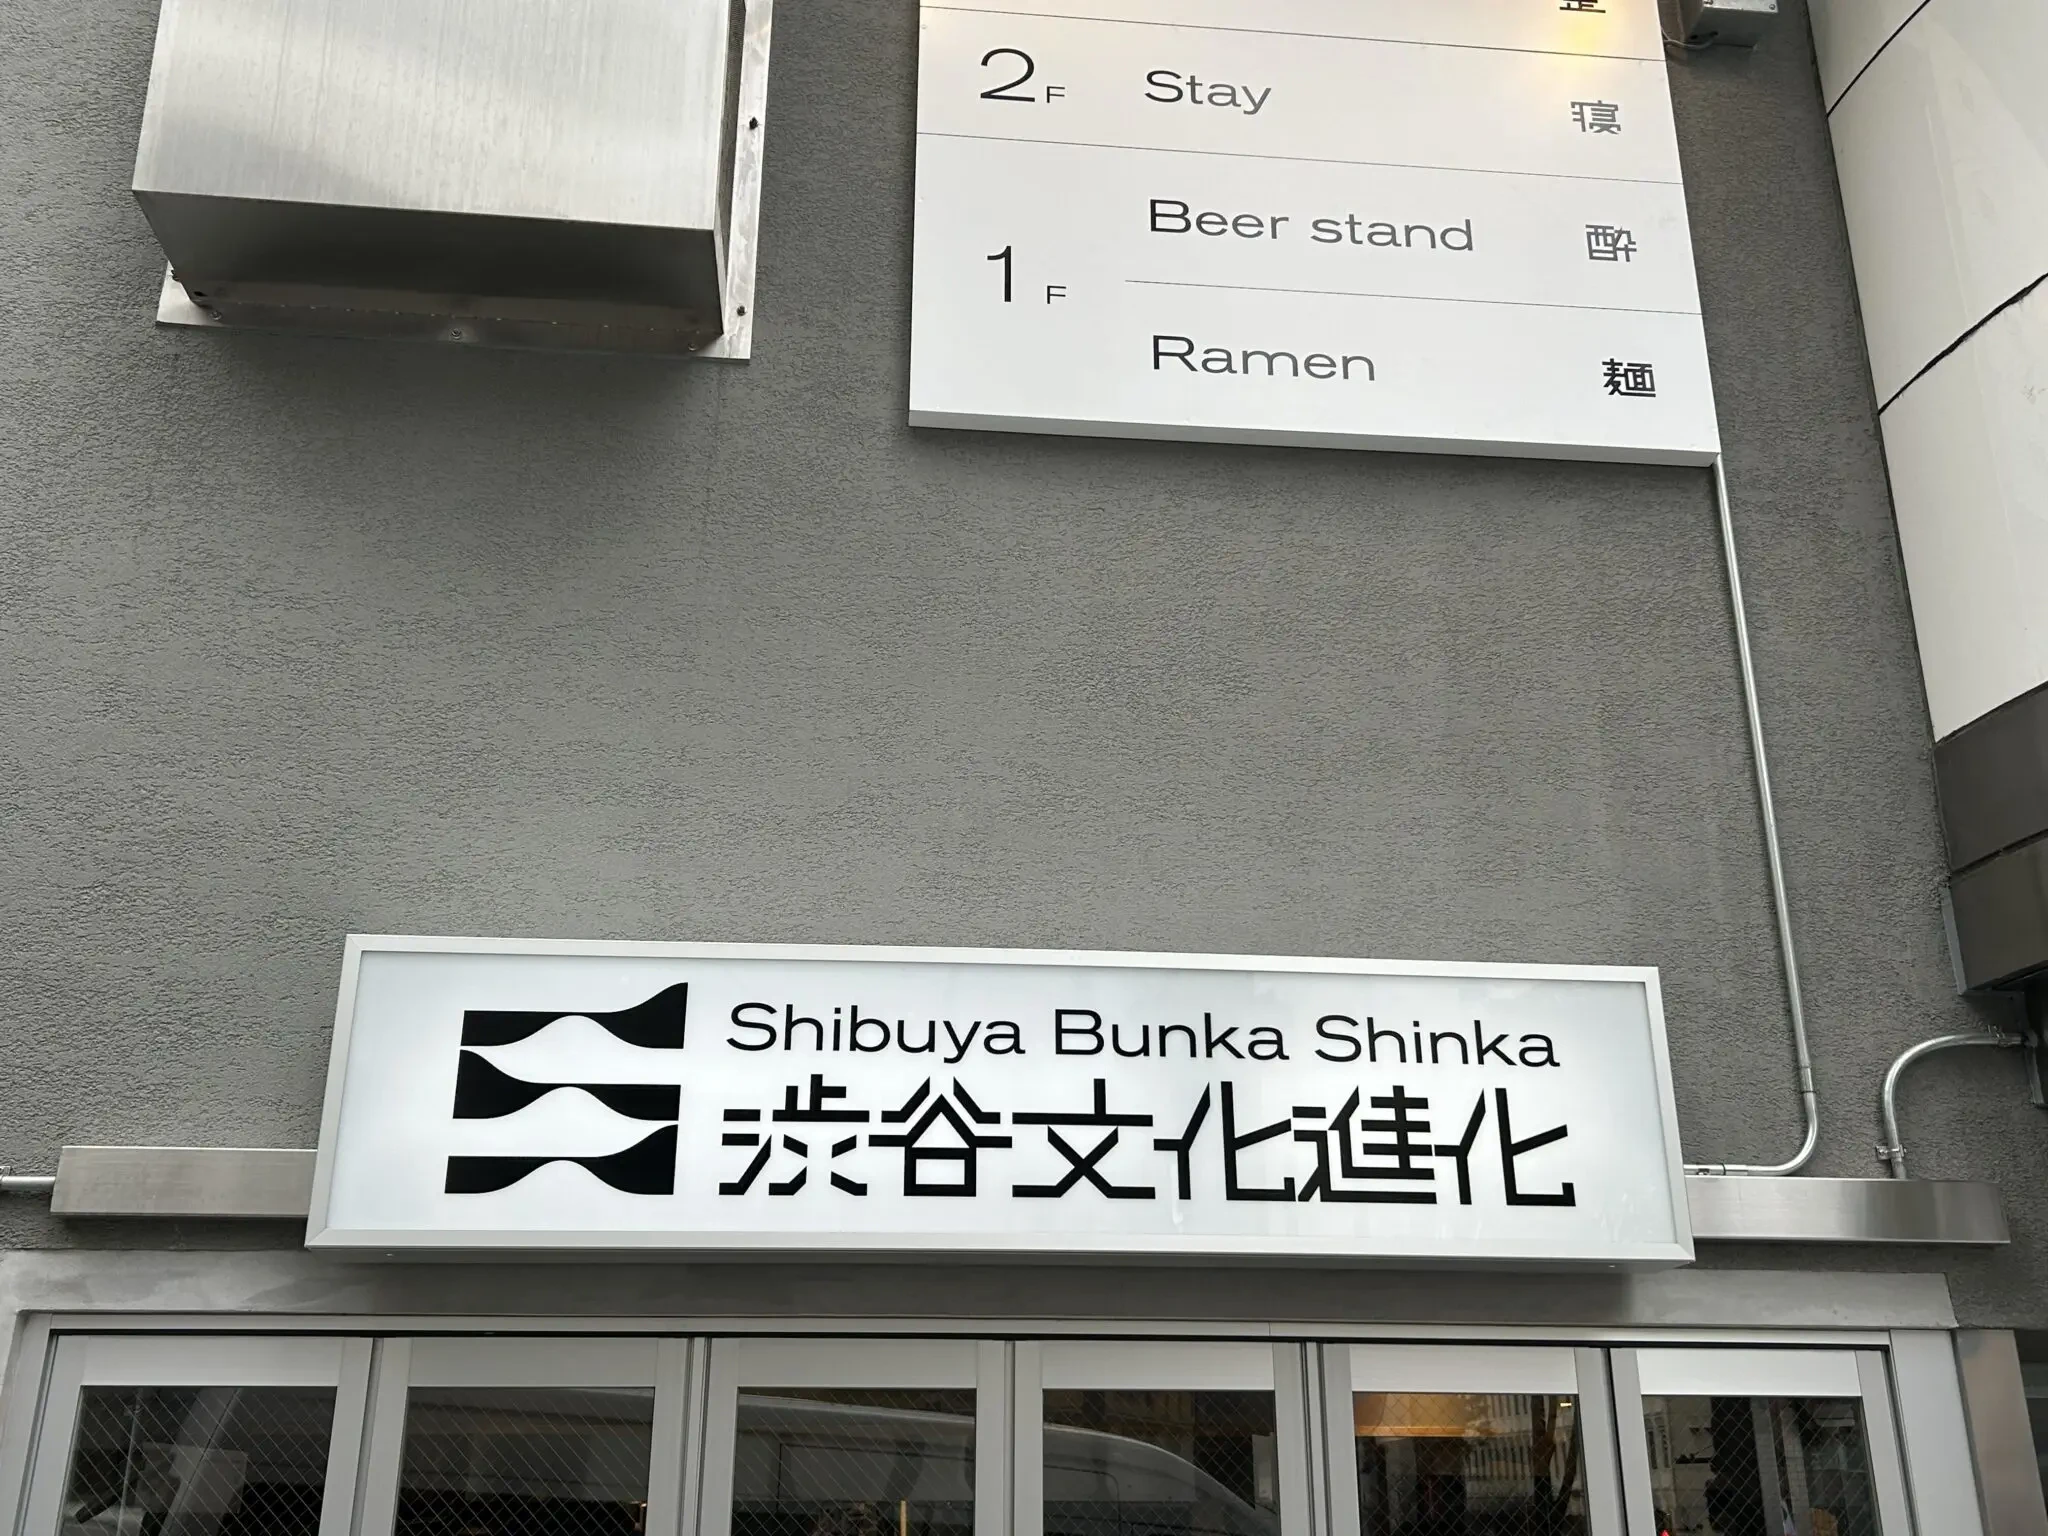 2F Stay 寝
Beer stand 酔
1F
Ramen 麺
Shibuya Bunka Shinka
渋谷文化進化